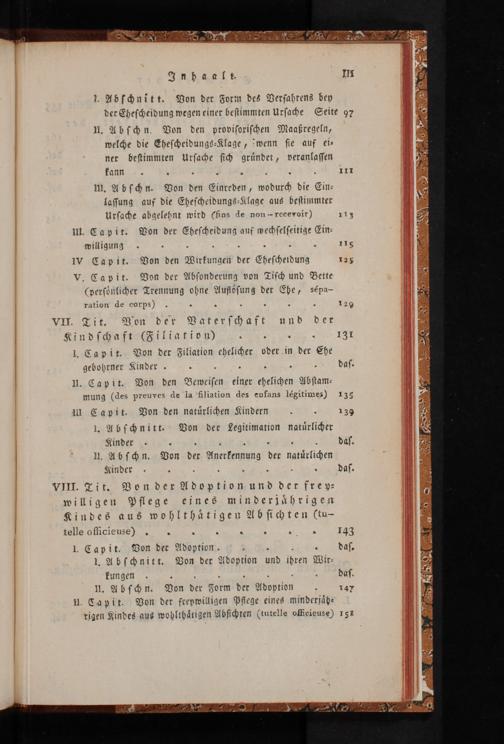 Inhaalt. III
I. Abschnitt. Von der Form des Verfahrens bey
der Ehescheidung wegen einer bestimmten Ursache Seite 97
II. Abschn. Von den provisorischen Maaßregeln,
welche die Ehescheidungs-Klage, wenn sie auf ei-
ner bestimmten Ursache sich gründet, veranlassen
kann . . . . . . . 111
III. Abschn. Von den Einreden, wodurch die Ein-
lassung auf die Ehescheidungs-Klage aus bestimmter
Ursache abgelehnt wird (fins de non-recevoir) 113
III. Capit. Von der Ehescheidung auf wechselseitige Ein-
willigung . . . . . . . . 115
IV Capit. Von den Wirkungen der Ehescheidung 125
V. Capit. Von der Absonderung von Tisch und Bette
(persönlicher Trennung ohne Auflösung der Ehe, sépa-
ration de corps) . . . . . . 129
VII. Tit. Von der Vaterschaft und der
Kindschaft (Filiation) . . . . 131
I. Capit. Von der Filiation ehelicher oder in der Ehe
gebohrner Kinder . . . . . . . das.
II. Capit. Von den Beweisen einer ehelichen Abstam-
mung (des preuves de la filiation des enfans légitimes) 135
III Capit. Von den natürlichen Kindern . . 139
I. Abschnitt. Von der Legitimation natürlicher
Kinder . . . . . . . das.
II. Abschn. Von der Anerkennung der natürlichen
Kinder . . . . . . . das.
VIII. Tit. Von der Adoption und der frey-
willigen Pflege eines minderjährigen
Kindes aus wohlthätigen Absichten (tu-
telle officieuse) . . . . . . . 143
I. Capit. Von der Adoption . . . . . das.
I. Abschnitt. Von der Adoption und ihren Wir-
kungen . . . . . . . das.
II. Abschn. Von der Form der Adoption . 147
II. Capit. Von der freywilligen Pflege eines minderjäh-
rigen Kindes aus wohlthätigen Absichten (tutelle officieuse) 152